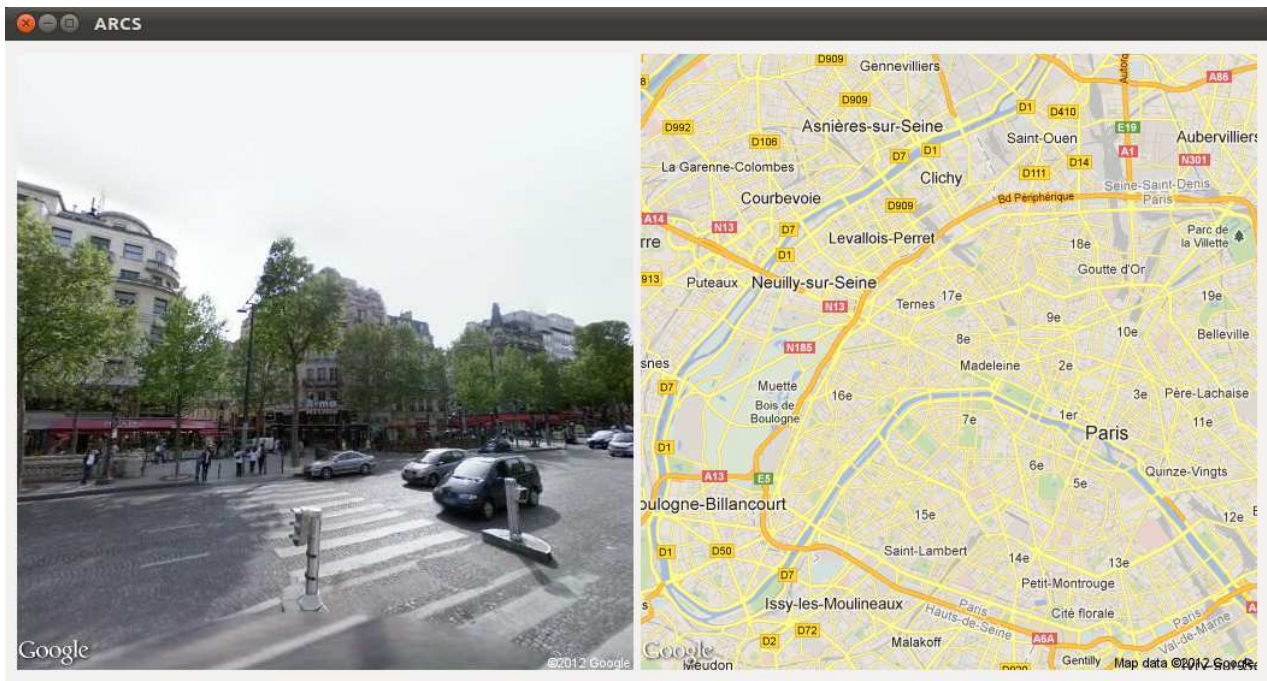 ARCS
Google
©2012 Google
D909
Gennevilliers
A86
D909
D1
D410
D992
Asnières-sur-Seine
E19
D106
Saint-Ouen
Aubervilliers
D7
D1
A1
N301
La Garenne-Colombes
D14
Clichy
D111
Seine-Saint-Denis
Courbevoie
D909
Bd Périphérique
Paris
A14
N13
D7
Levallois-Perret
Parc de
la Villette
D1
18e
Goutte d'Or
913
Puteaux
Neuilly-sur-Seine
17e
19e
N13
Ternes
9e
10e
Belleville
N185
8e
Madeleine
2e
D7
Muette
16e
3e
Père-Lachaise
Bois de
Boulogne
7e
1er
11e
Paris
D1
6e
A13
E5
5e
Quinze-Vingts
oulogne-Billancourt
15e
12e
D1
D50
Saint-Lambert
14e
13e
D7
Petit-Montrouge
Issy-les-Moulineaux
Paris
Hauts-de-Seine
Cité florale
Paris
Val-de-Marne
D72
D2
Malakoff
A6A
Google
Meudon
Gentilly
Map data ©2012 Google